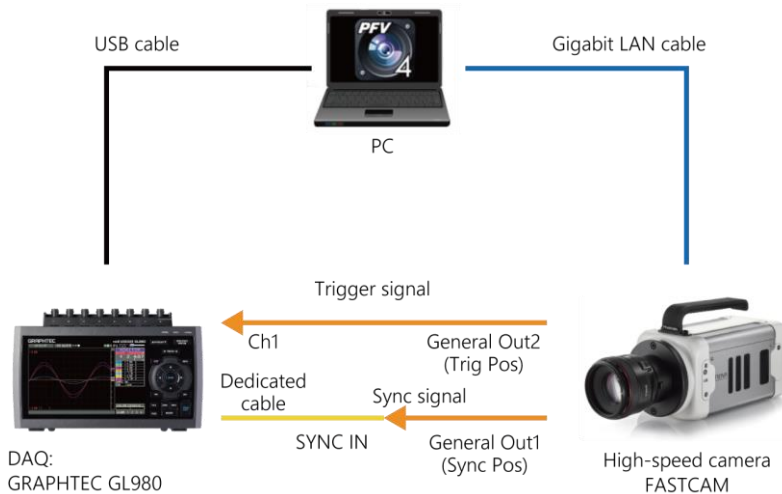 USB cable
PFV
4
Gigabit LAN cable
PC
Trigger signal
Ch1
General Out2
(Trig Pos)
Dedicated
cable
Sync signal
SYNC IN
General Out1
(Sync Pos)
GRAPHTEC
DAQ:
GRAPHTEC GL980
High-speed camera
FASTCAM